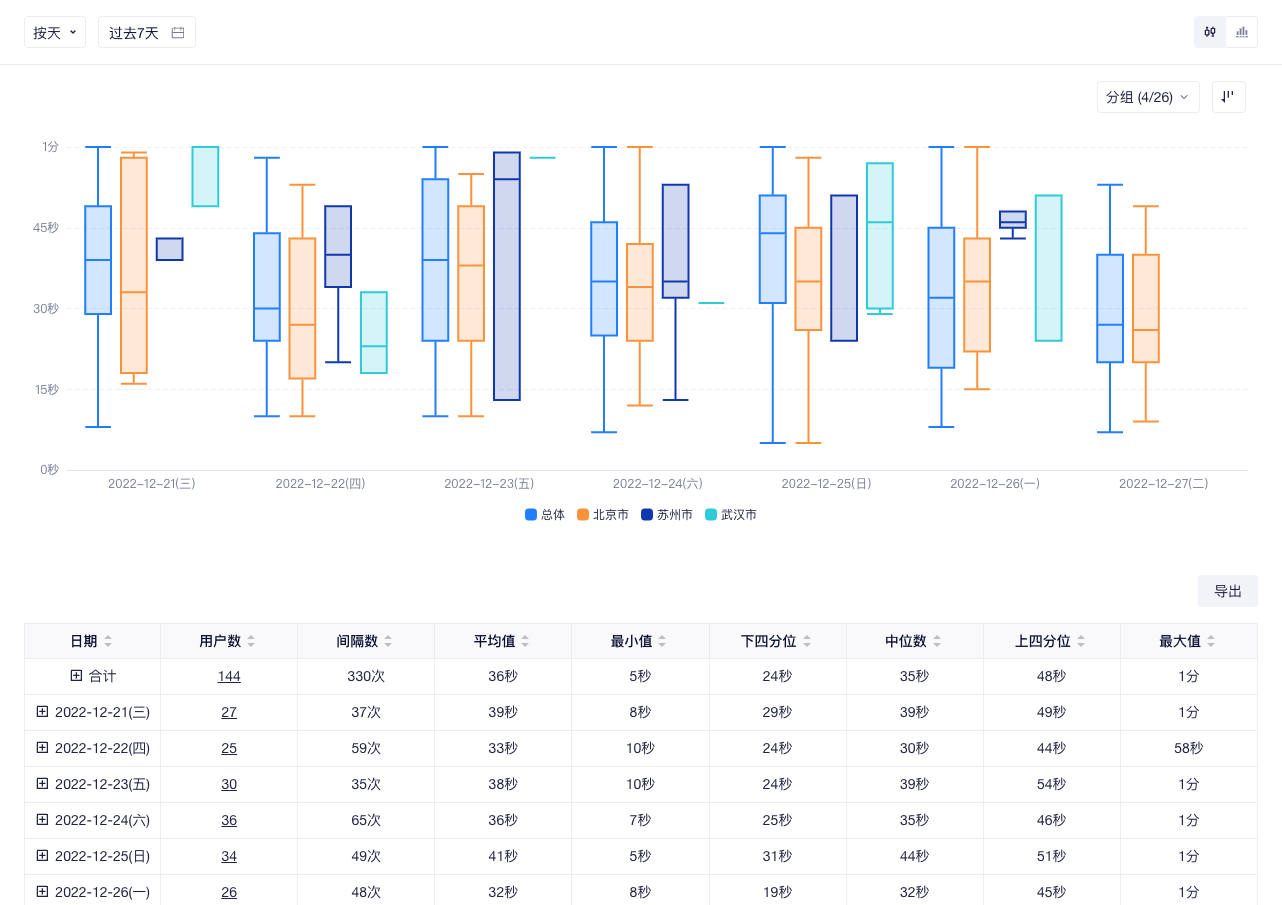 按天 过去7天
分组 (4/26)
1分
45秒
30秒
15秒
0秒
2022-12-21(三) 2022-12-22(四) 2022-12-23(五) 2022-12-24(六) 2022-12-25(日) 2022-12-26(一) 2022-12-27(二)
总体 北京市 苏州市 武汉市
导出
日期 用户数 间隔数 平均值 最小值 下四分位 中位数 上四分位 最大值
合计 144 330次 36秒 5秒 24秒 35秒 48秒 1分
2022-12-21(三) 27 37次 39秒 8秒 29秒 39秒 49秒 1分
2022-12-22(四) 25 59次 33秒 10秒 24秒 30秒 44秒 58秒
2022-12-23(五) 30 35次 38秒 10秒 24秒 39秒 54秒 1分
2022-12-24(六) 36 65次 36秒 7秒 25秒 35秒 46秒 1分
2022-12-25(日) 34 49次 41秒 5秒 31秒 44秒 51秒 1分
2022-12-26(一) 26 48次 32秒 8秒 19秒 32秒 45秒 1分